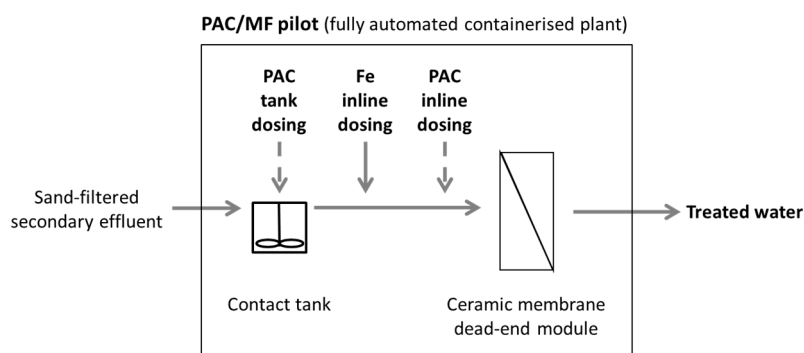 PAC/MF pilot (fully automated containerised plant)
PAC
tank
dosing
Fe
inline
dosing
PAC
inline
dosing
Sand-filtered
secondary effluent
Treated water
Contact tank
Ceramic membrane
dead-end module